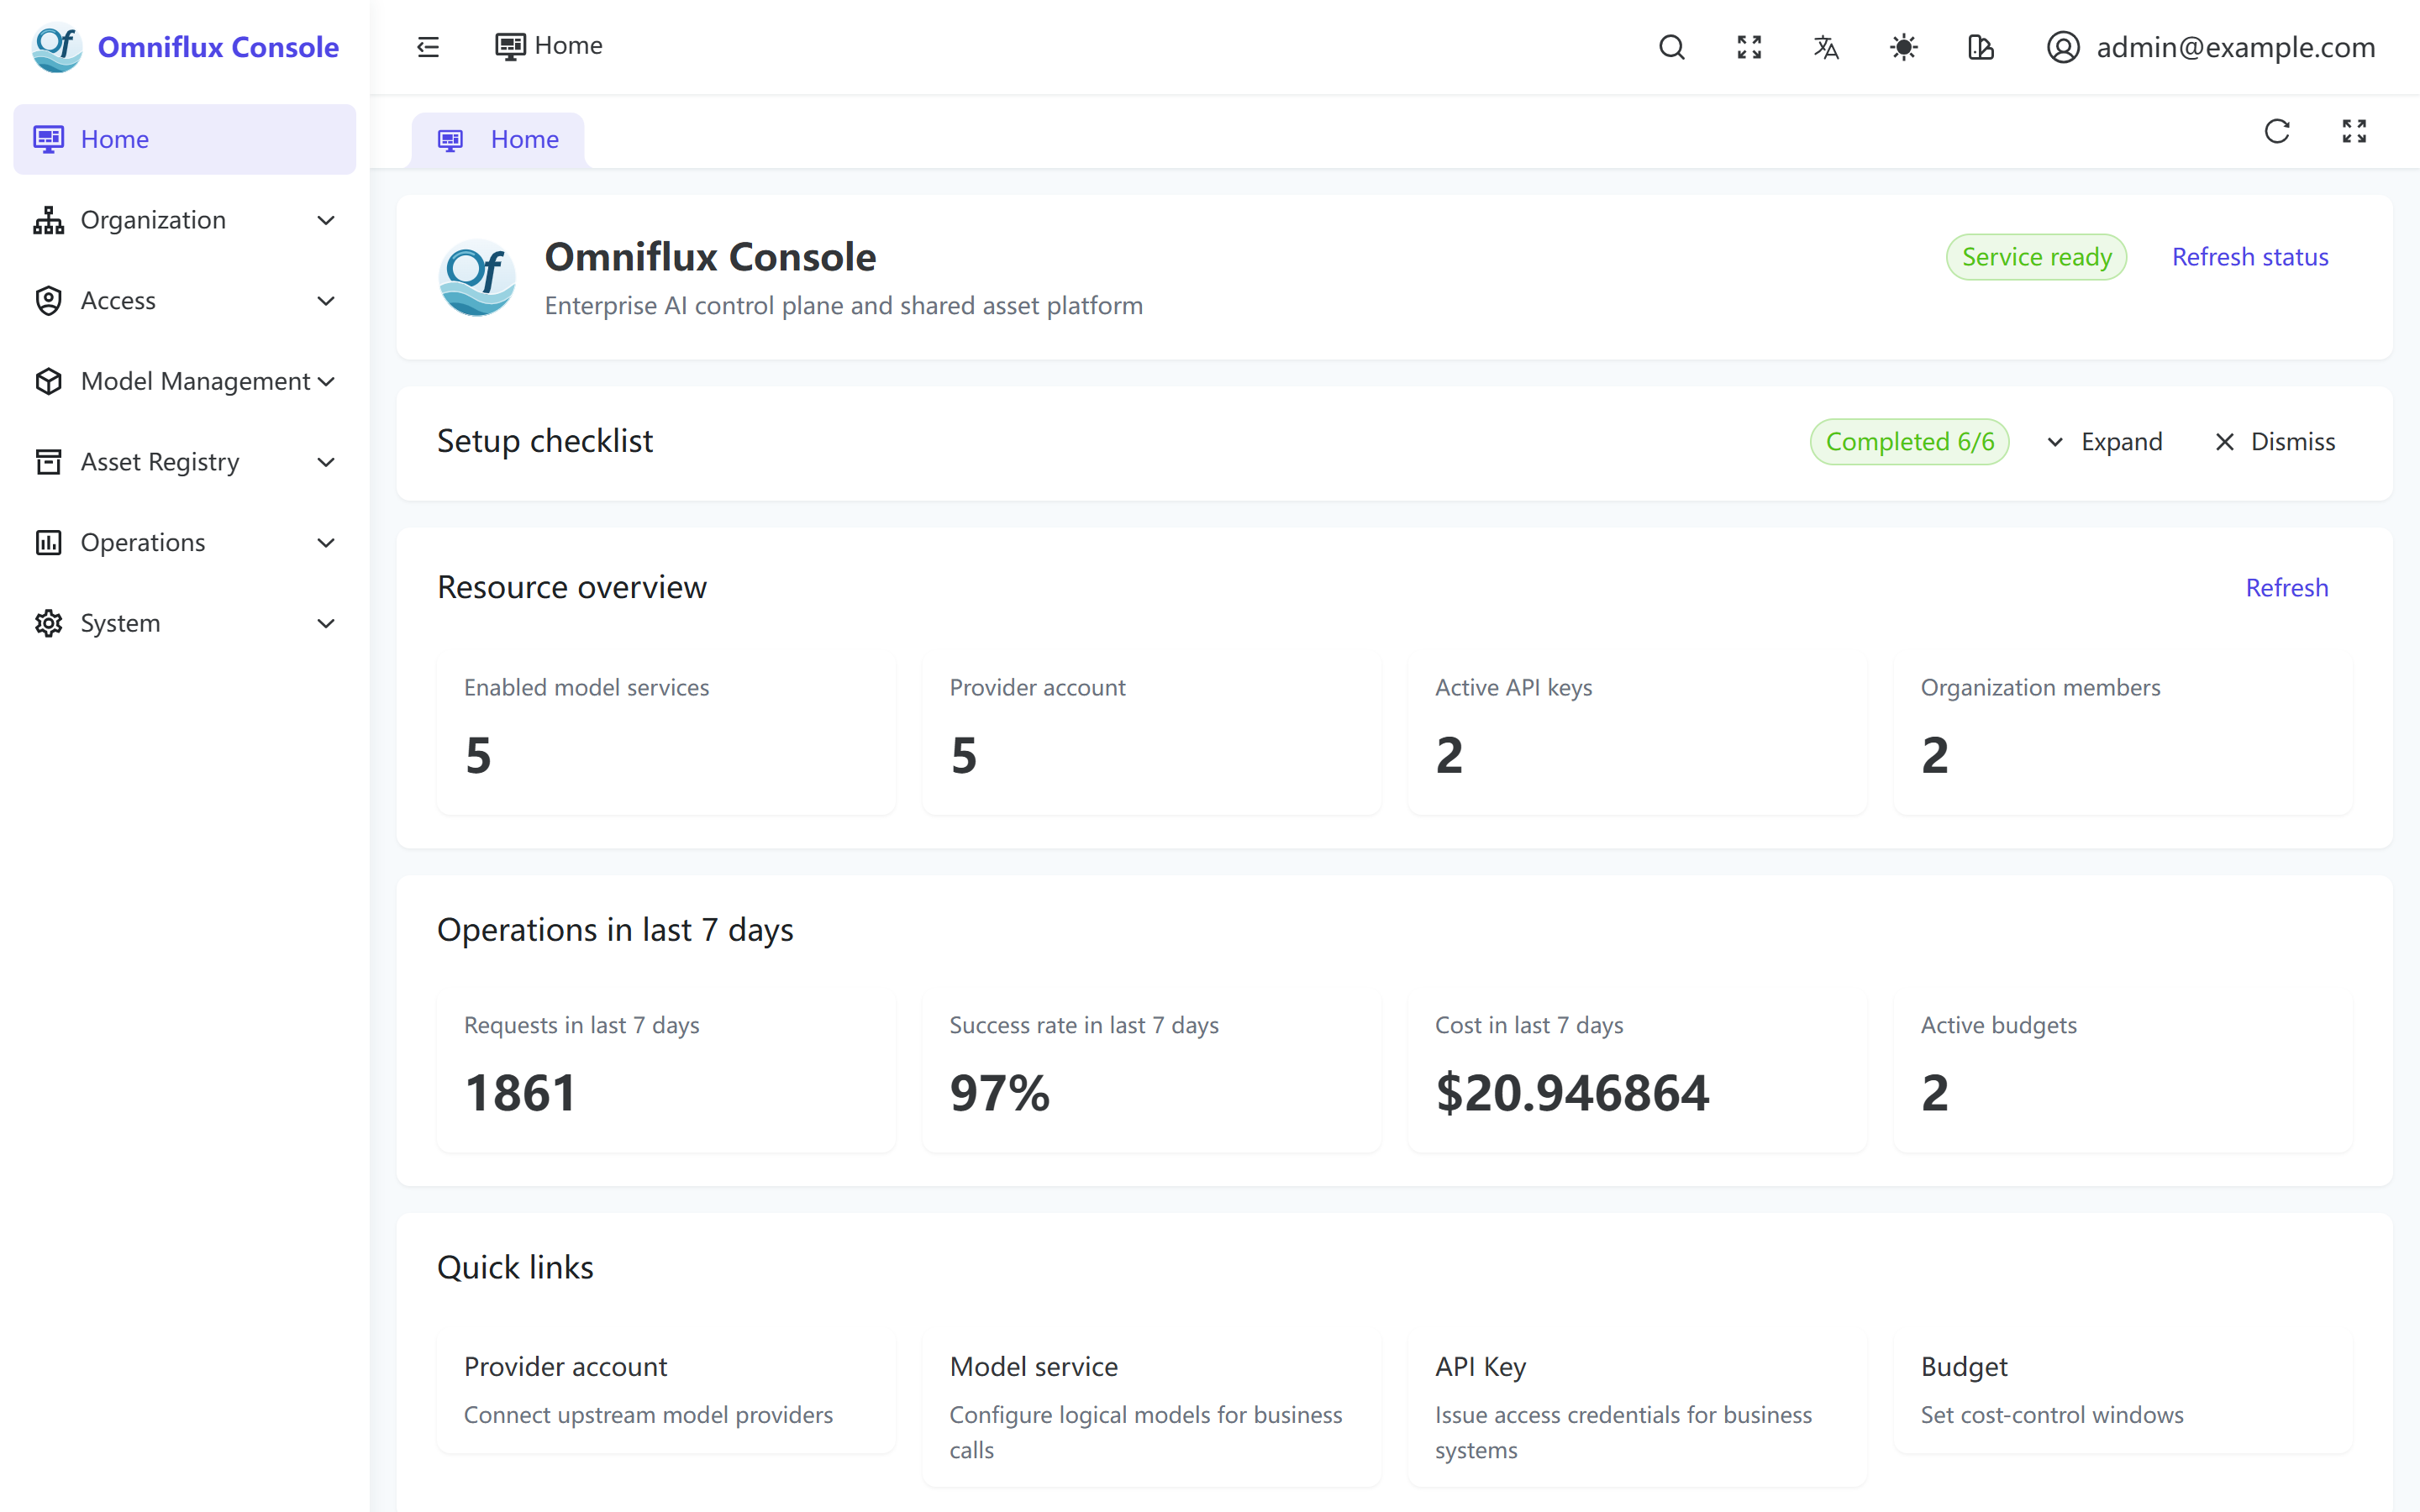 Omniflux Console
Home
admin@example.com
Home
Organization
Access
Model Management
Asset Registry
Operations
System
Home
Omniflux Console
Enterprise AI control plane and shared asset platform
Service ready
Refresh status
Setup checklist
Completed 6/6
Expand
Dismiss
Resource overview
Refresh
Enabled model services
5
Provider account
5
Active API keys
2
Organization members
2
Operations in last 7 days
Requests in last 7 days
1861
Success rate in last 7 days
97%
Cost in last 7 days
$20.946864
Active budgets
2
Quick links
Provider account
Connect upstream model providers
Model service
Configure logical models for business
calls
API Key
Issue access credentials for business
systems
Budget
Set cost-control windows